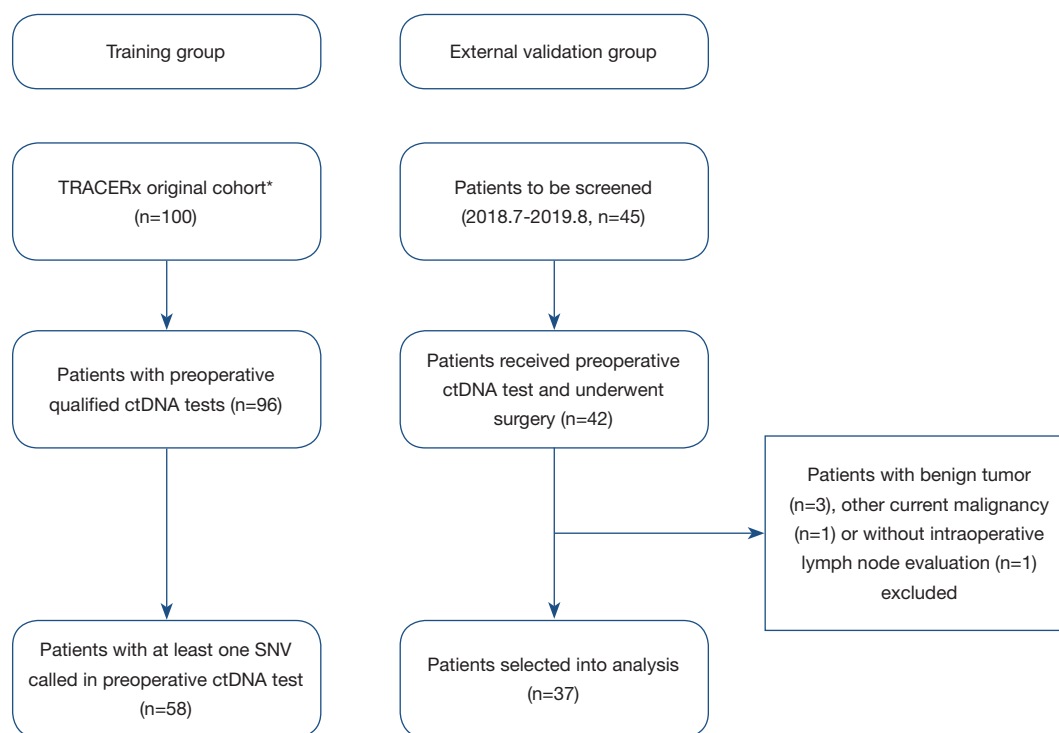 Training group
External validation group
TRACERx original cohort*
(n=100)
Patients to be screened
(2018.7-2019.8, n=45)
Patients with preoperative
qualified ctDNA tests (n=96)
Patients received preoperative
ctDNA test and underwent
surgery (n=42)
Patients with benign tumor
(n=3), other current malignancy
(n=1) or without intraoperative
lymph node evaluation (n=1)
excluded
Patients with at least one SNV
called in preoperative ctDNA test
(n=58)
Patients selected into analysis
(n=37)